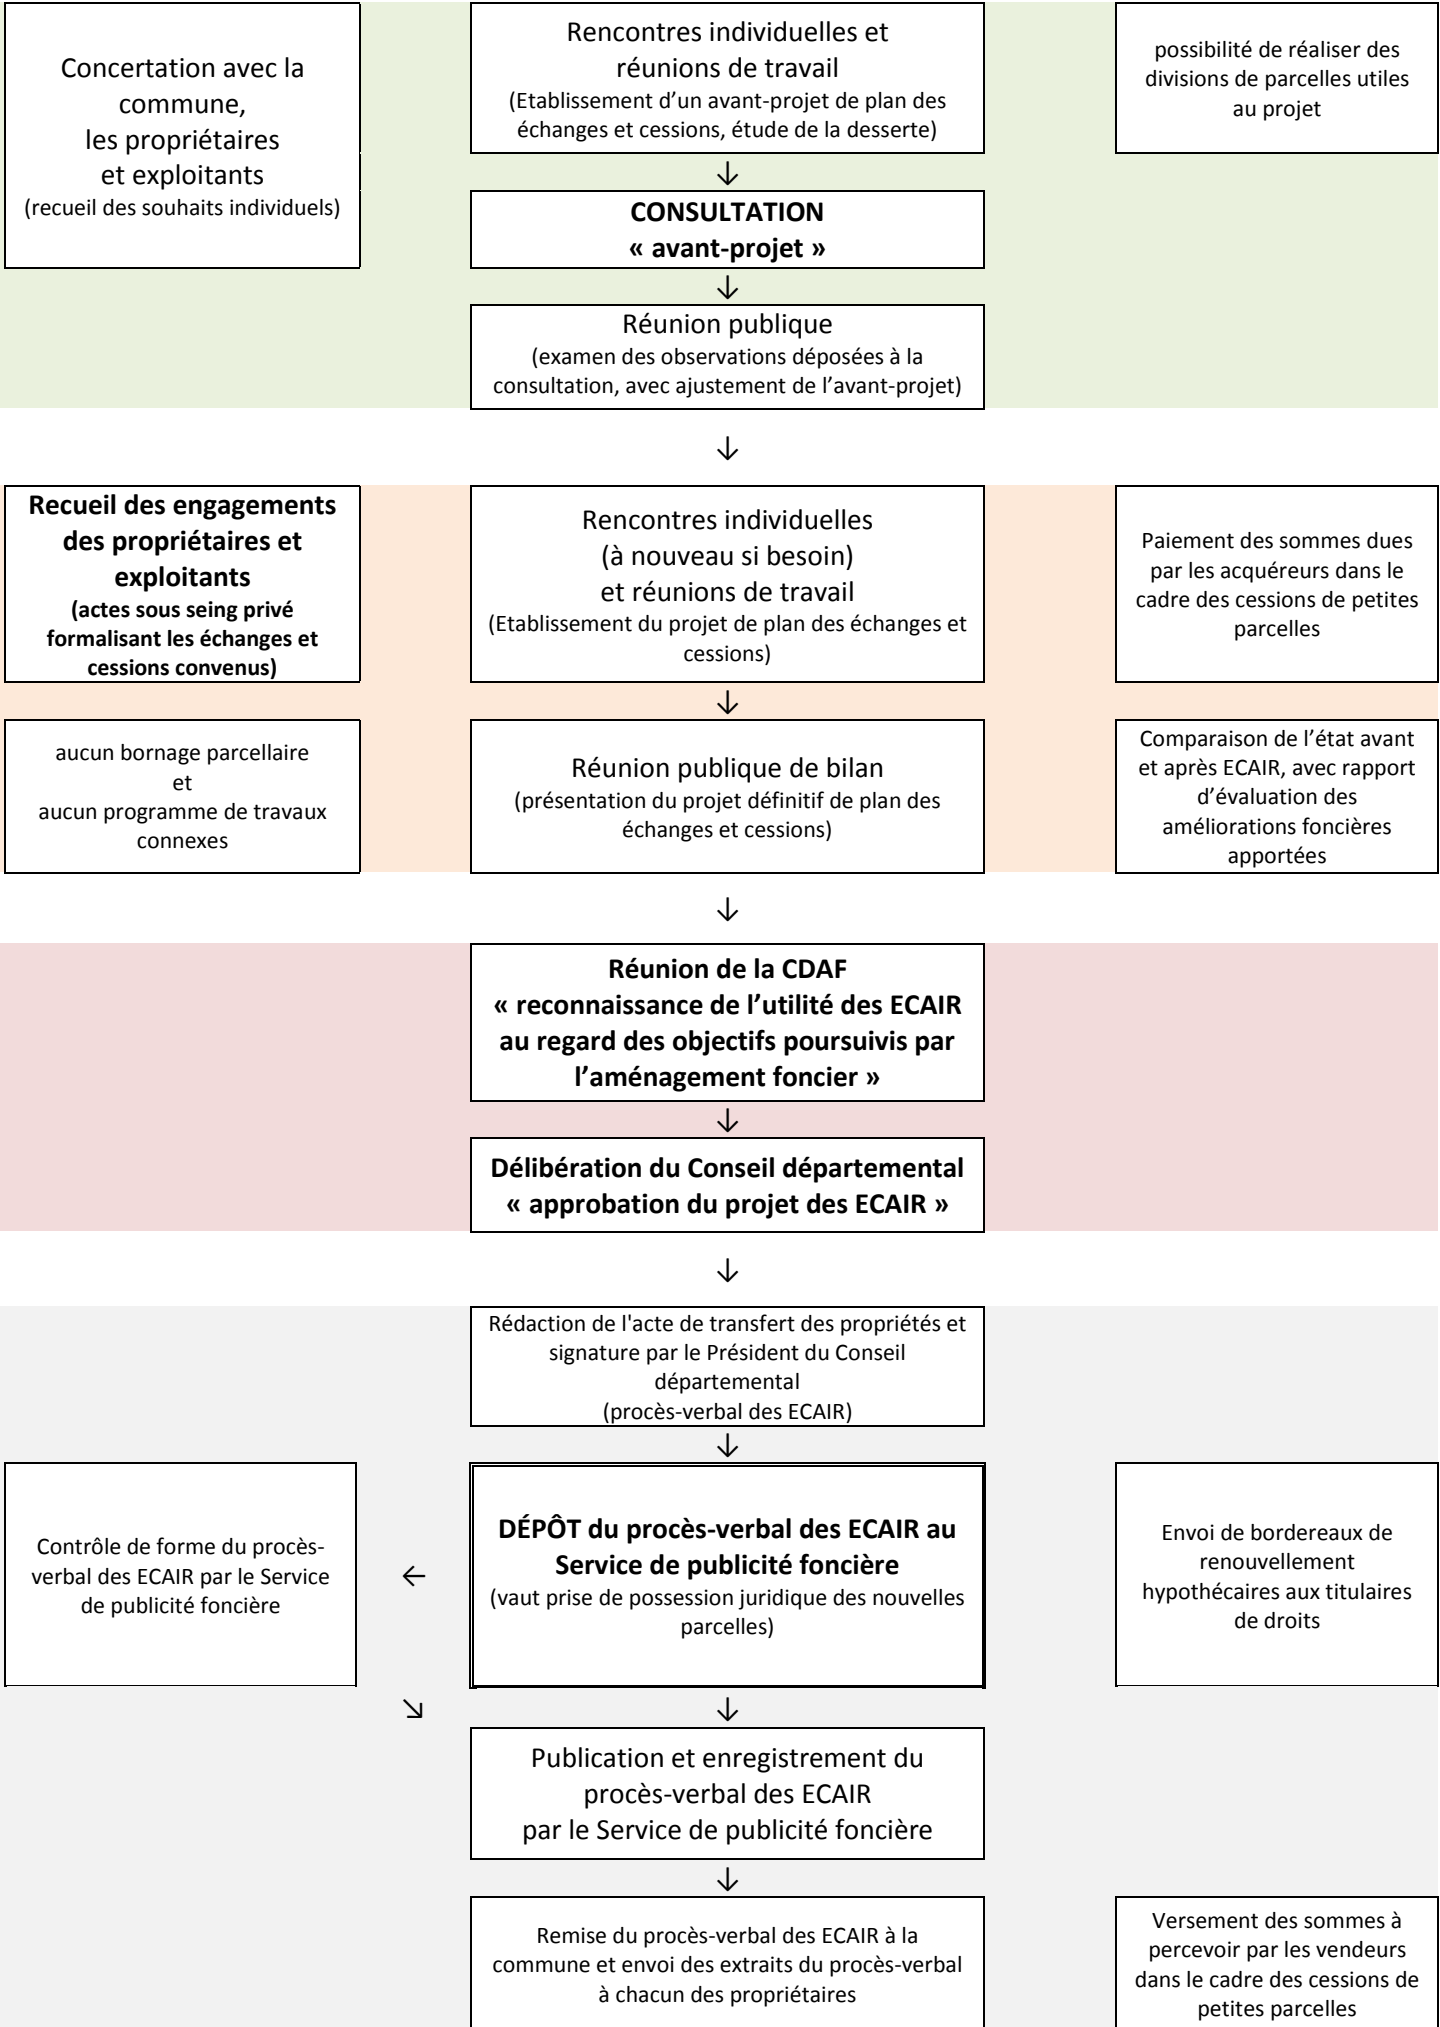 Concertation avec la
commune,
les propriétaires
et exploitants
(recueil des souhaits individuels)
Rencontres individuelles et
réunions de travail
(Etablissement d’un avant-projet de plan des
échanges et cessions, étude de la desserte)
possibilité de réaliser des
divisions de parcelles utiles
au projet
↓
CONSULTATION
« avant-projet »
↓
Réunion publique
(examen des observations déposées à la
consultation, avec ajustement de l’avant-projet)
↓
Recueil des engagements
des propriétaires et
exploitants
(actes sous seing privé
formalisant les échanges et
cessions convenus)
Rencontres individuelles
(à nouveau si besoin)
et réunions de travail
(Etablissement du projet de plan des échanges et
cessions)
Paiement des sommes dues
par les acquéreurs dans le
cadre des cessions de petites
parcelles
↓
aucun bornage parcellaire
et
aucun programme de travaux
connexes
Réunion publique de bilan
(présentation du projet définitif de plan des
échanges et cessions)
Comparaison de l’état avant
et après ECAIR, avec rapport
d’évaluation des
améliorations foncières
apportées
↓
Réunion de la CDAF
« reconnaissance de l’utilité des ECAIR
au regard des objectifs poursuivis par
l’aménagement foncier »
↓
Délibération du Conseil départemental
« approbation du projet des ECAIR »
↓
Rédaction de l'acte de transfert des propriétés et
signature par le Président du Conseil
départemental
(procès-verbal des ECAIR)
↓
Contrôle de forme du procès-
verbal des ECAIR par le Service
de publicité foncière
←
DÉPÔT du procès-verbal des ECAIR au
Service de publicité foncière
(vaut prise de possession juridique des nouvelles
parcelles)
Envoi de bordereaux de
renouvellement
hypothécaires aux titulaires
de droits
↘ ↓
Publication et enregistrement du
procès-verbal des ECAIR
par le Service de publicité foncière
↓
Remise du procès-verbal des ECAIR à la
commune et envoi des extraits du procès-verbal
à chacun des propriétaires
Versement des sommes à
percevoir par les vendeurs
dans le cadre des cessions de
petites parcelles